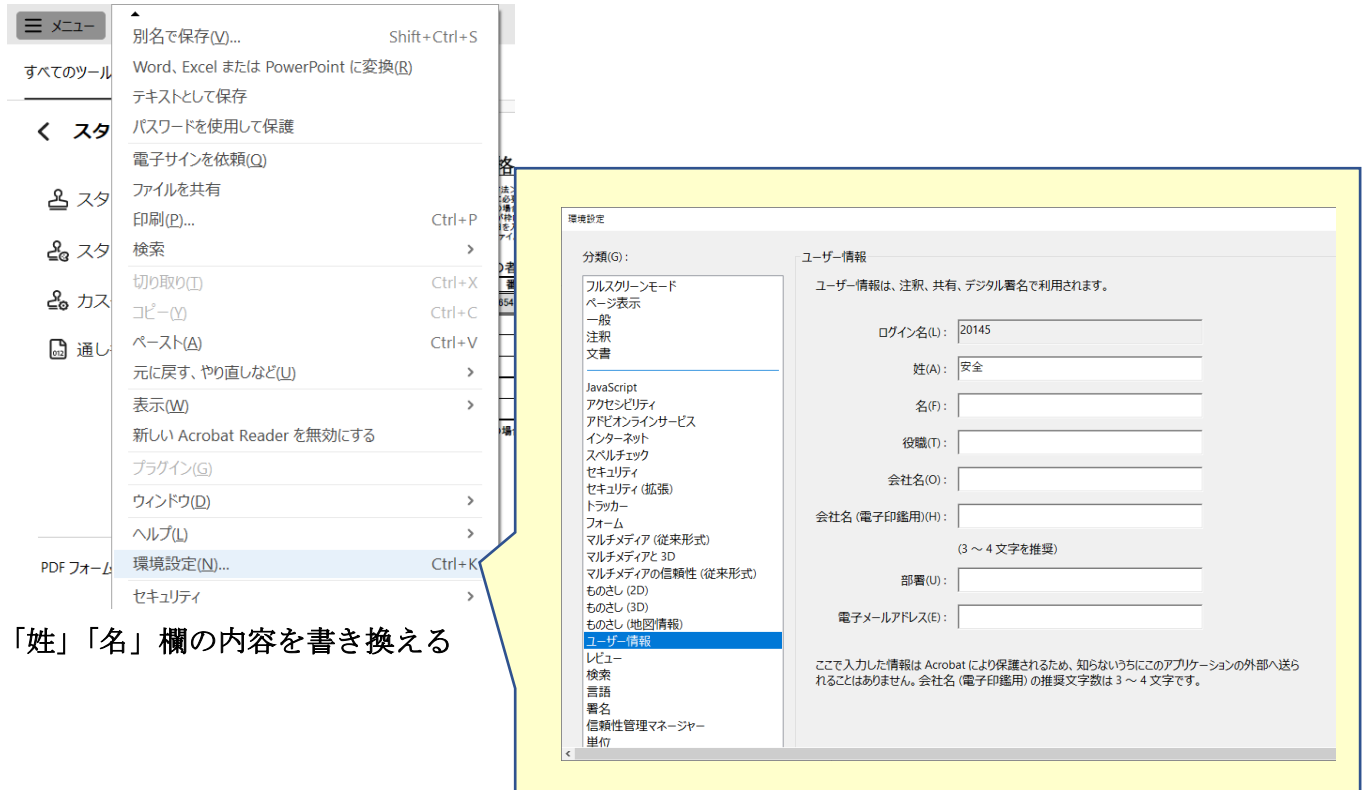 メニュー
すべてのツール
スタ
スタ
スタ
カス
通し
PDF フォーム
別名で保存(V)... Shift+Ctrl+S
Word、Excel または PowerPoint に変換(R)
テキストとして保存
パスワードを使用して保護
電子サインを依頼(Q)
ファイルを共有
印刷(P)... Ctrl+P
検索
切り取り(T) Ctrl+X
コピー(Y) Ctrl+C
ペースト(A) Ctrl+V
元に戻す、やり直しなど(U)
表示(W)
新しい Acrobat Reader を無効にする
プラグイン(G)
ウィンドウ(D)
ヘルプ(L)
環境設定(N)... Ctrl+K
セキュリティ
「姓」「名」欄の内容を書き換える
環境設定
分類(G)：
フルスクリーンモード
ページ表示
一般
注釈
文書
JavaScript
アクセシビリティ
アドビオンラインサービス
インターネット
スペルチェック
セキュリティ
セキュリティ (拡張)
トラッカー
フォーム
マルチメディア (従来形式)
マルチメディアと 3D
マルチメディアの信頼性 (従来形式)
ものさし (2D)
ものさし (3D)
ものさし (地図情報)
ユーザー情報
レビュー
検索
言語
署名
信頼性管理マネージャー
単位
ユーザー情報
ユーザー情報は、注釈、共有、デジタル署名で利用されます。
ログイン名(L)： 20145
姓(A)： 安全
名(F)：
役職(T)：
会社名(O)：
会社名 (電子印鑑用)(H)：
(3 ～ 4 文字を推奨)
部署(U)：
電子メールアドレス(E)：
ここで入力した情報は Acrobat により保護されるため、知らないうちにこのアプリケーションの外部へ送ら
れることはありません。会社名 (電子印鑑用) の推奨文字数は 3 ～ 4 文字です。